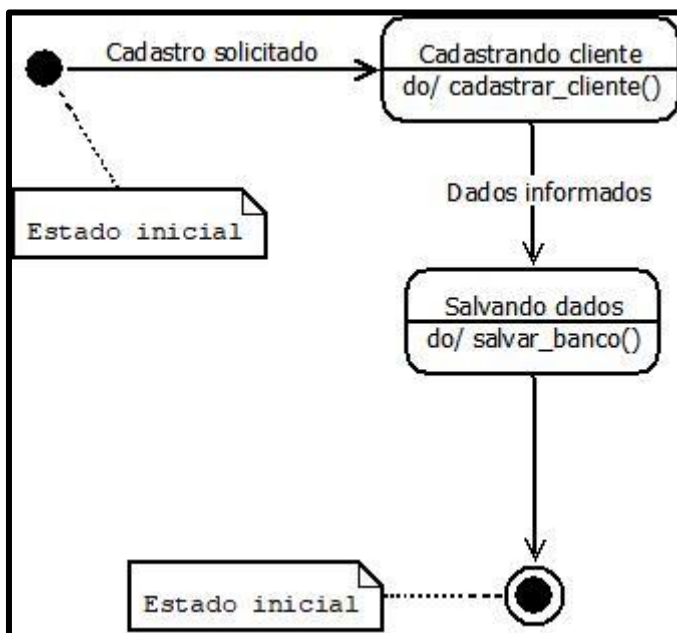 Cadastro solicitado
Cadastrando cliente
do/ cadastrar_cliente()
Estado inicial
Dados informados
Salvando dados
do/ salvar_banco()
Estado inicial